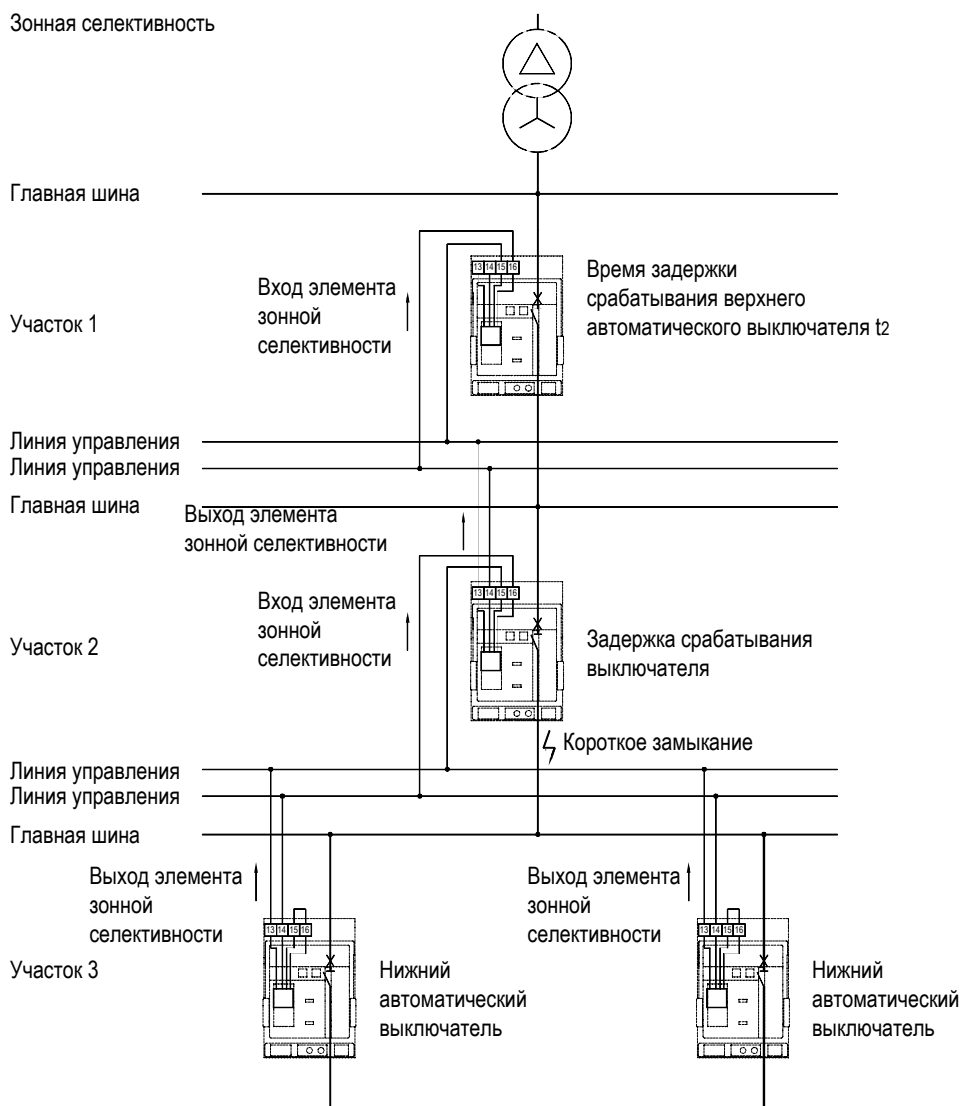 Зонная селективность
Главная шина
13 14 15 16
Вход элемента
зонной
селективности
Время задержки
срабатывания верхнего
автоматического выключателя t2
Участок 1
Линия управления
Линия управления
Главная шина
Выход элемента
зонной селективности
13 14 15 16
Вход элемента
зонной
селективности
Участок 2
Задержка срабатывания
выключателя
Короткое замыкание
Линия управления
Линия управления
Главная шина
Выход элемента
зонной
селективности
Выход элемента
зонной
селективности
13 14 15 16
13 14 15 16
Участок 3
Нижний
автоматический
выключатель
Нижний
автоматический
выключатель